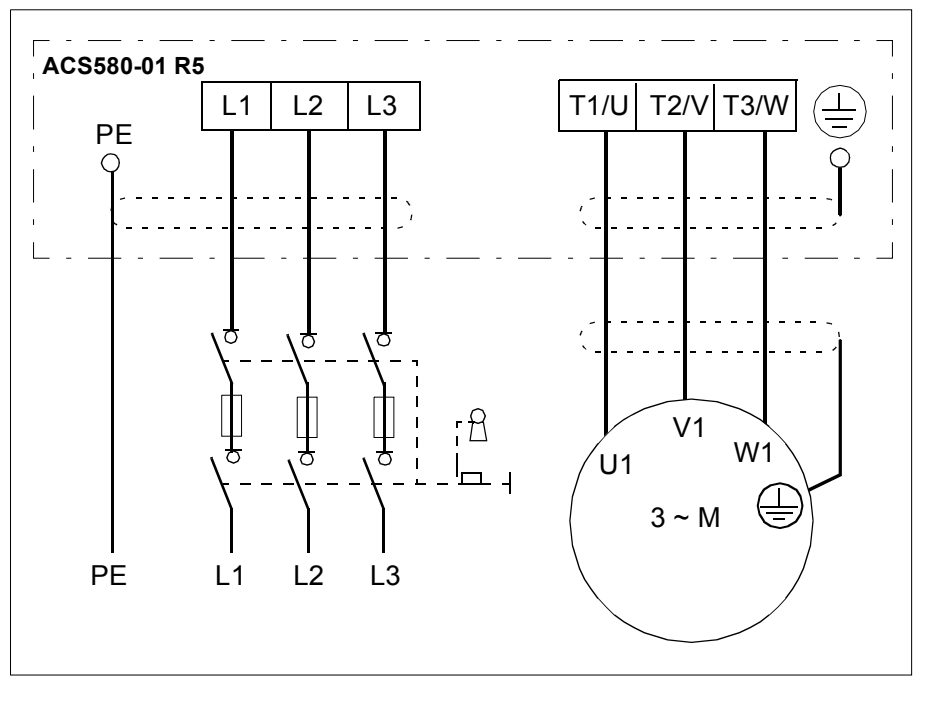 ACS580-01 R5
L1 L2 L3
T1/U T2/V T3/W
PE
V1
U1
W1
3 ~ M
PE L1 L2 L3